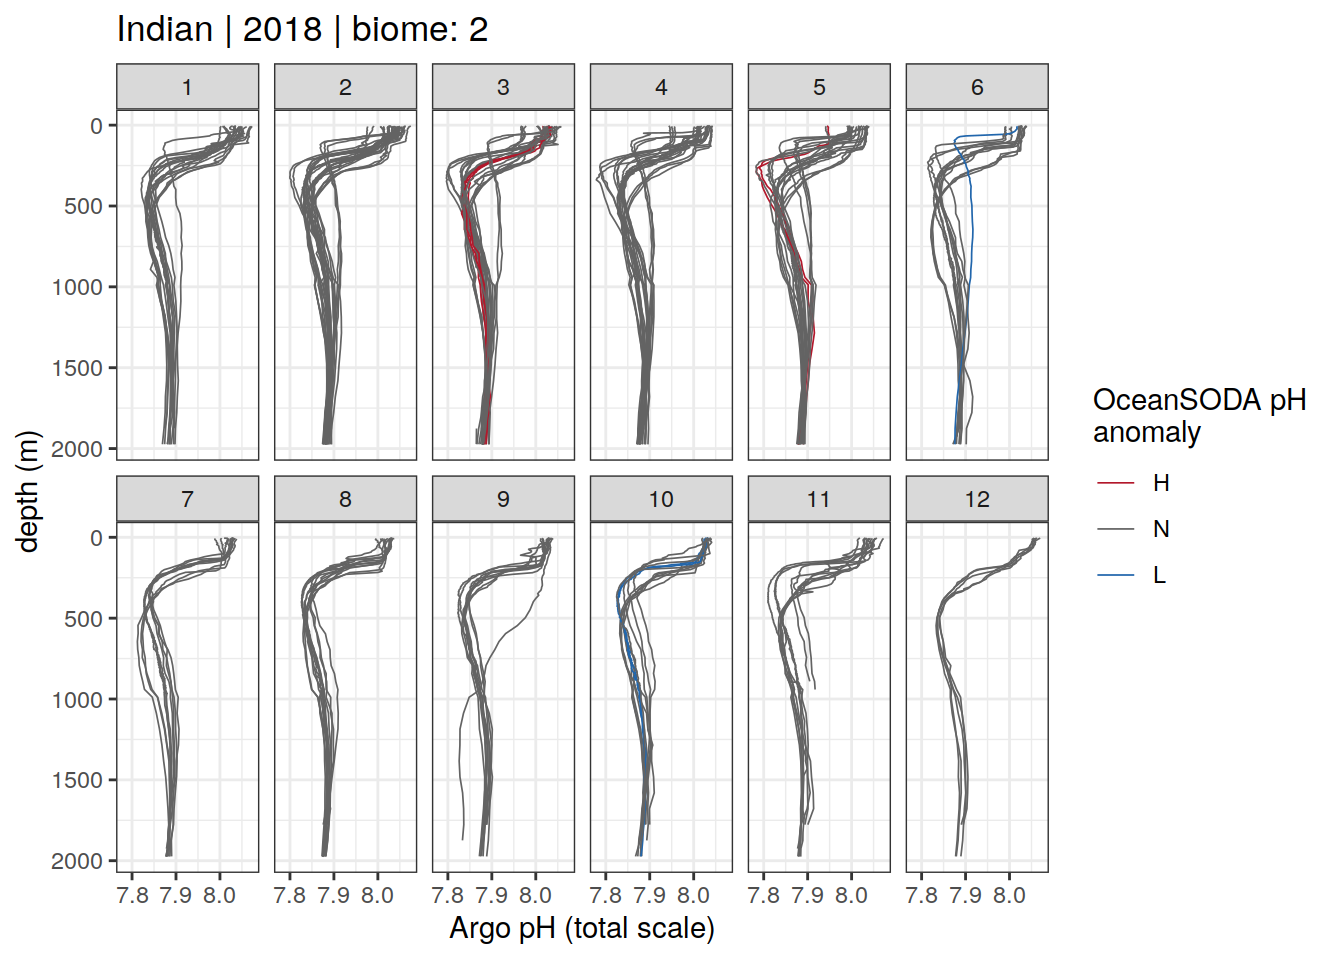 Indian | 2018 | biome: 2
1 2 3 4 5 6
0
500
1000
1500
2000
7 8 9 10 11 12
0
500
1000
1500
2000
7.8 7.9 8.0 7.8 7.9 8.0 7.8 7.9 8.0 7.8 7.9 8.0 7.8 7.9 8.0 7.8 7.9 8.0
Argo pH (total scale)
depth (m)
OceanSODA pH
anomaly
H
N
L